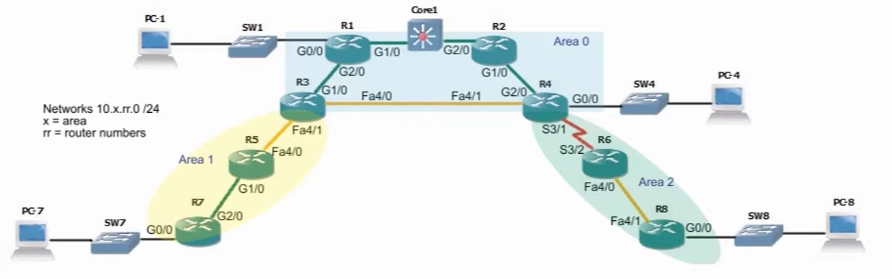 Core1
PC-1
SW1
R1
R2
Area 0
G0/0
G1/0
G2/0
G2/0
G1/0
R3
G1/0
Fa4/0
Fa4/1
G2/0
R4
G0/0
SW4
PC-4
Networks 10.x.rr.0 /24
x = area
rr = router numbers
Fa4/1
S3/1
R5
Fa4/0
Area 1
G1/0
S3/2
R6
Fa4/0
Area 2
R7
G2/0
Fa4/1
R8
G0/0
PC-7
SW7
G0/0
SW8
PC-8